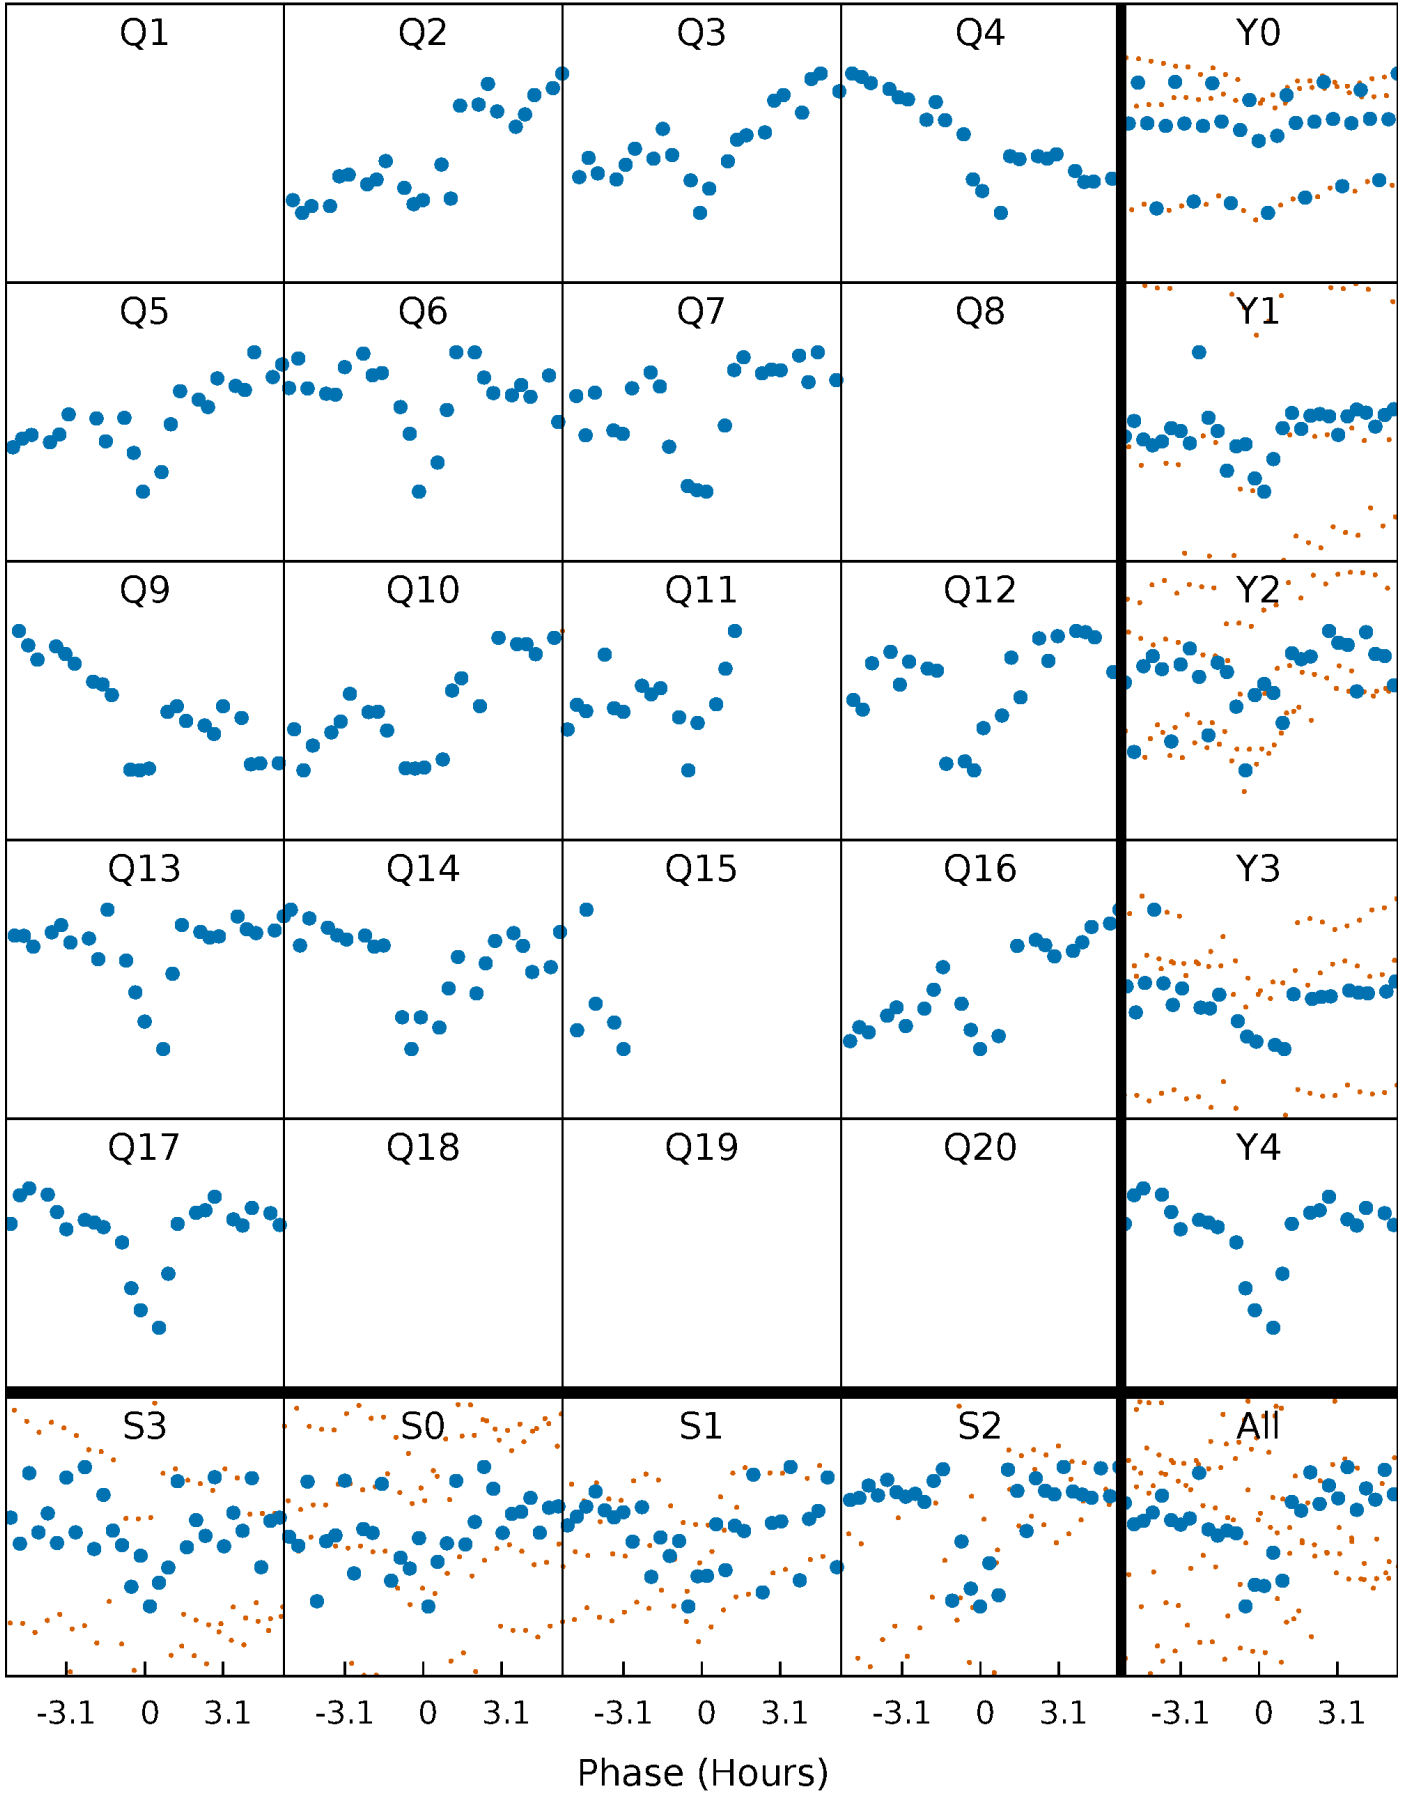 Q1 Q2 Q3 Q4 Y0
Q5 Q6 Q7 Q8 Y1
Q9 Q10 Q11 Q12 Y2
Q13 Q14 Q15 Q16 Y3
Q17 Q18 Q19 Q20 Y4
S3 S0 S1 S2 All
-3.1 0 3.1 -3.1 0 3.1 -3.1 0 3.1 -3.1 0 3.1 -3.1 0 3.1
Phase (Hours)